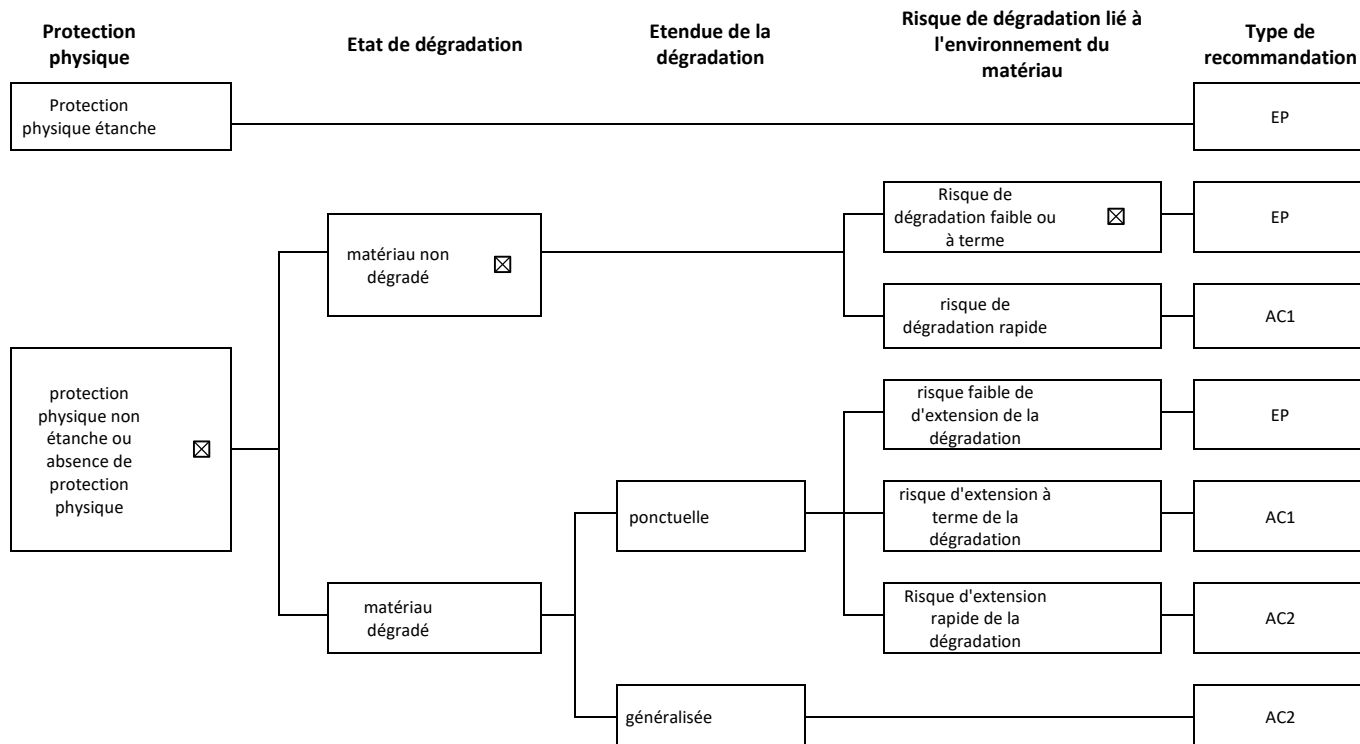 Protection
physique
Etat de dégradation
Etendue de la
dégradation
Risque de dégradation lié à
l'environnement du
matériau
Type de
recommandation
Protection
physique étanche
EP
Risque de
dégradation faible ou
à terme
EP
matériau non
dégradé
risque de
dégradation rapide
AC1
protection
physique non
étanche ou
absence de
protection
physique
risque faible de
d'extension de la
dégradation
EP
ponctuelle
risque d'extension à
terme de la
dégradation
AC1
matériau
dégradé
Risque d'extension
rapide de la
dégradation
AC2
généralisée
AC2